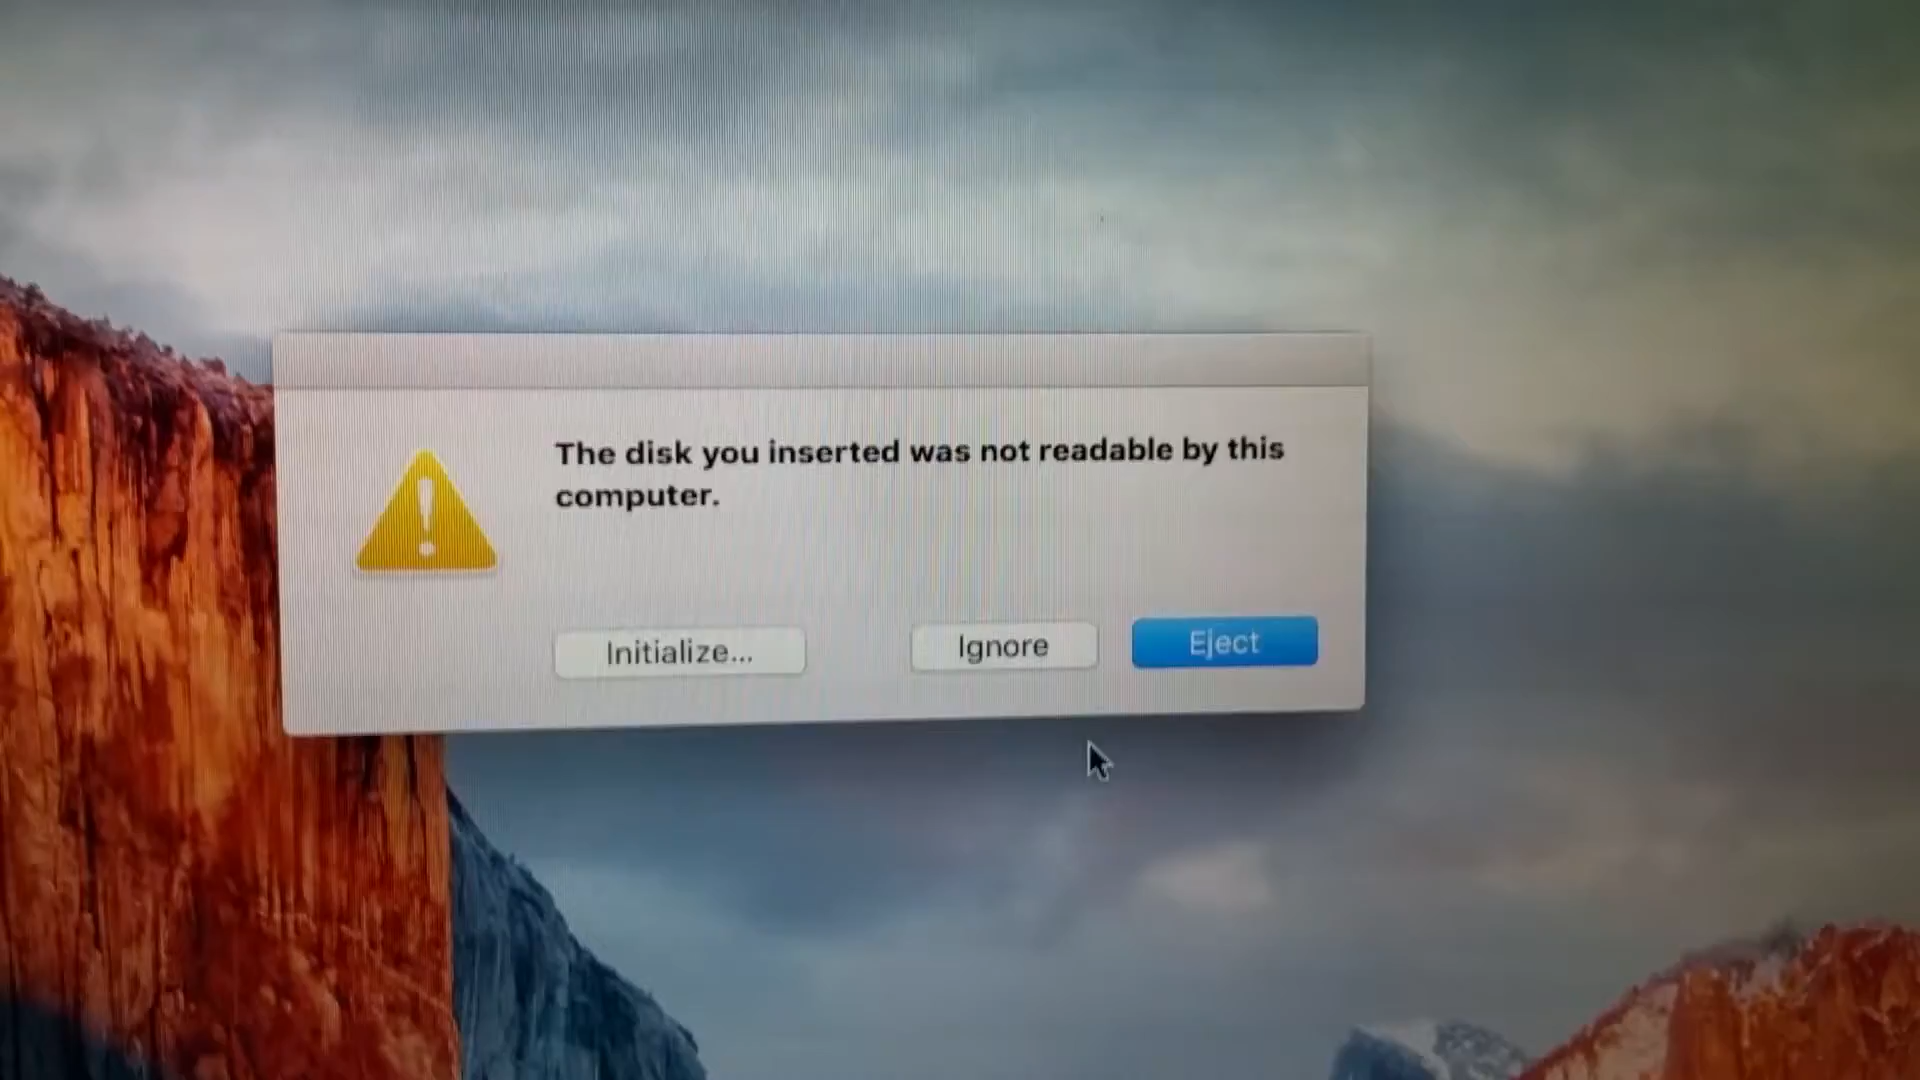 The disk you inserted was not readable by this
computer.
Initialize...
Ignore
Eject